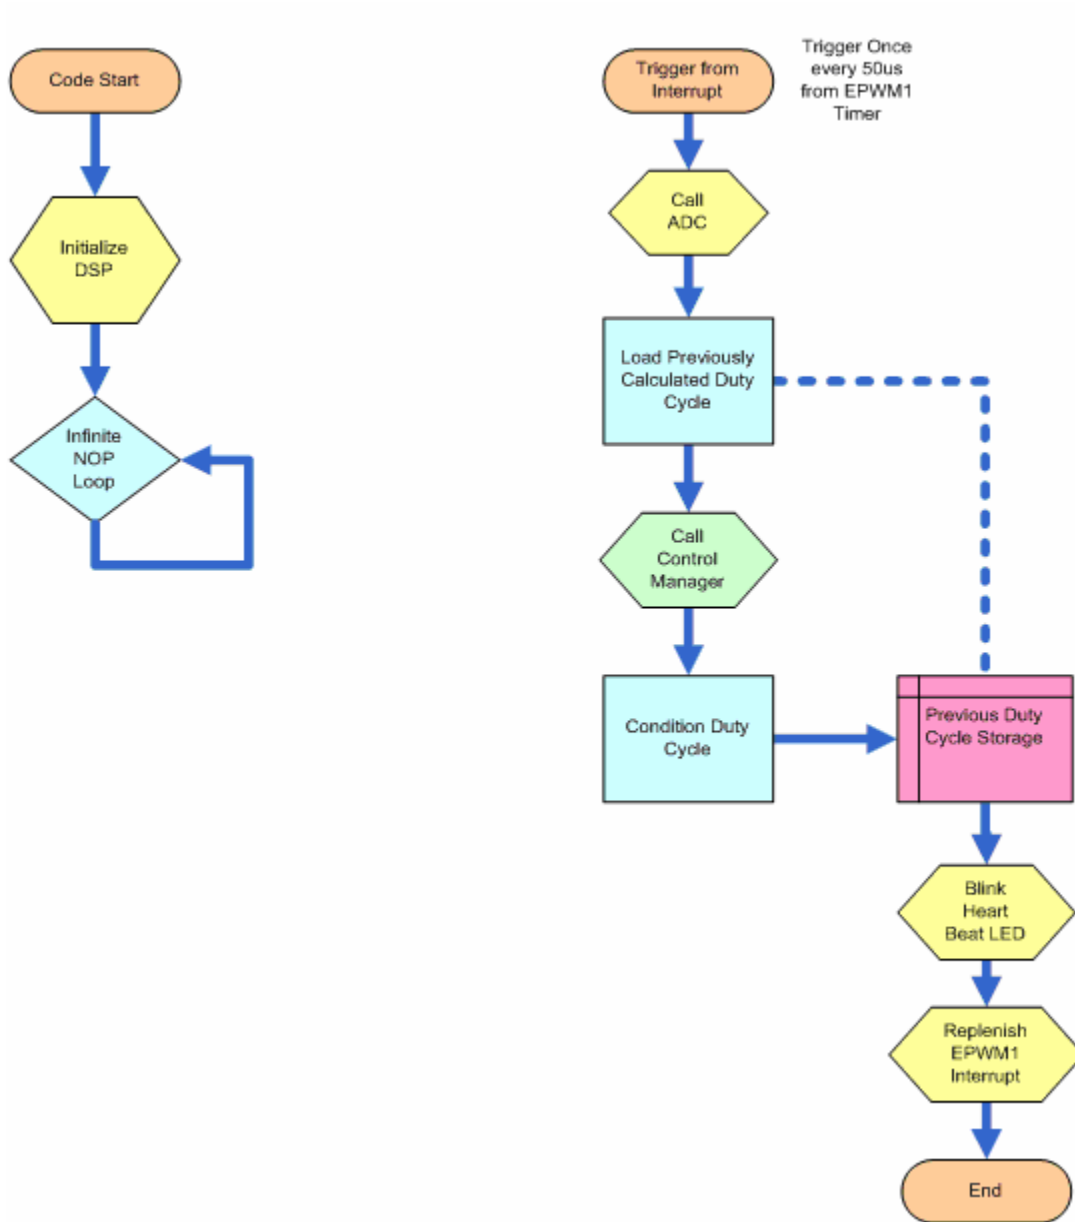 Code Start
Initialize
DSP
Infinite
NOP
Loop
Trigger from
Interrupt
Trigger Once
every 50us
from EPWM1
Timer
Call
ADC
Load Previously
Calculated Duty
Cycle
Call
Control
Manager
Condition Duty
Cycle
Previous Duty
Cycle Storage
Blink
Heart
Beat LED
Replenish
EPWM1
Interrupt
End